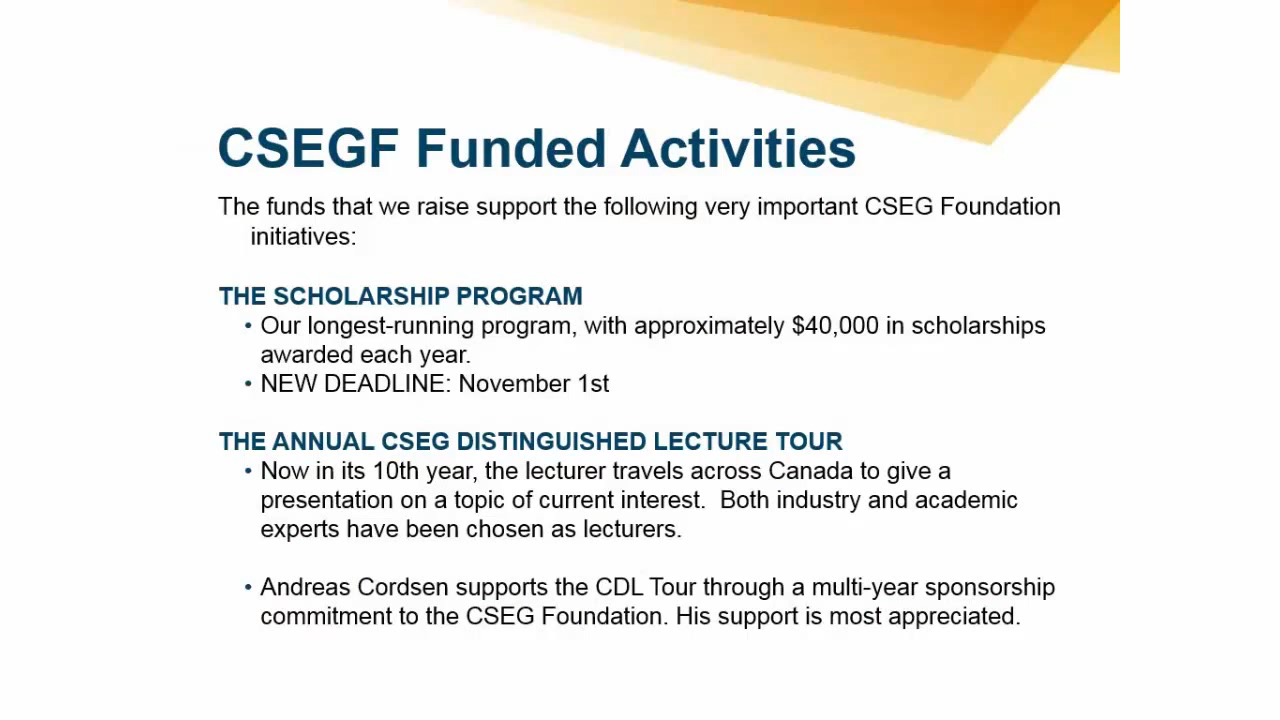 CSEGF Funded Activities
The funds that we raise support the following very important CSEG Foundation
initiatives:
THE SCHOLARSHIP PROGRAM
• Our longest-running program, with approximately $40,000 in scholarships
awarded each year.
• NEW DEADLINE: November 1st
THE ANNUAL CSEG DISTINGUISHED LECTURE TOUR
• Now in its 10th year, the lecturer travels across Canada to give a
presentation on a topic of current interest.  Both industry and academic
experts have been chosen as lecturers.
• Andreas Cordsen supports the CDL Tour through a multi-year sponsorship
commitment to the CSEG Foundation. His support is most appreciated.